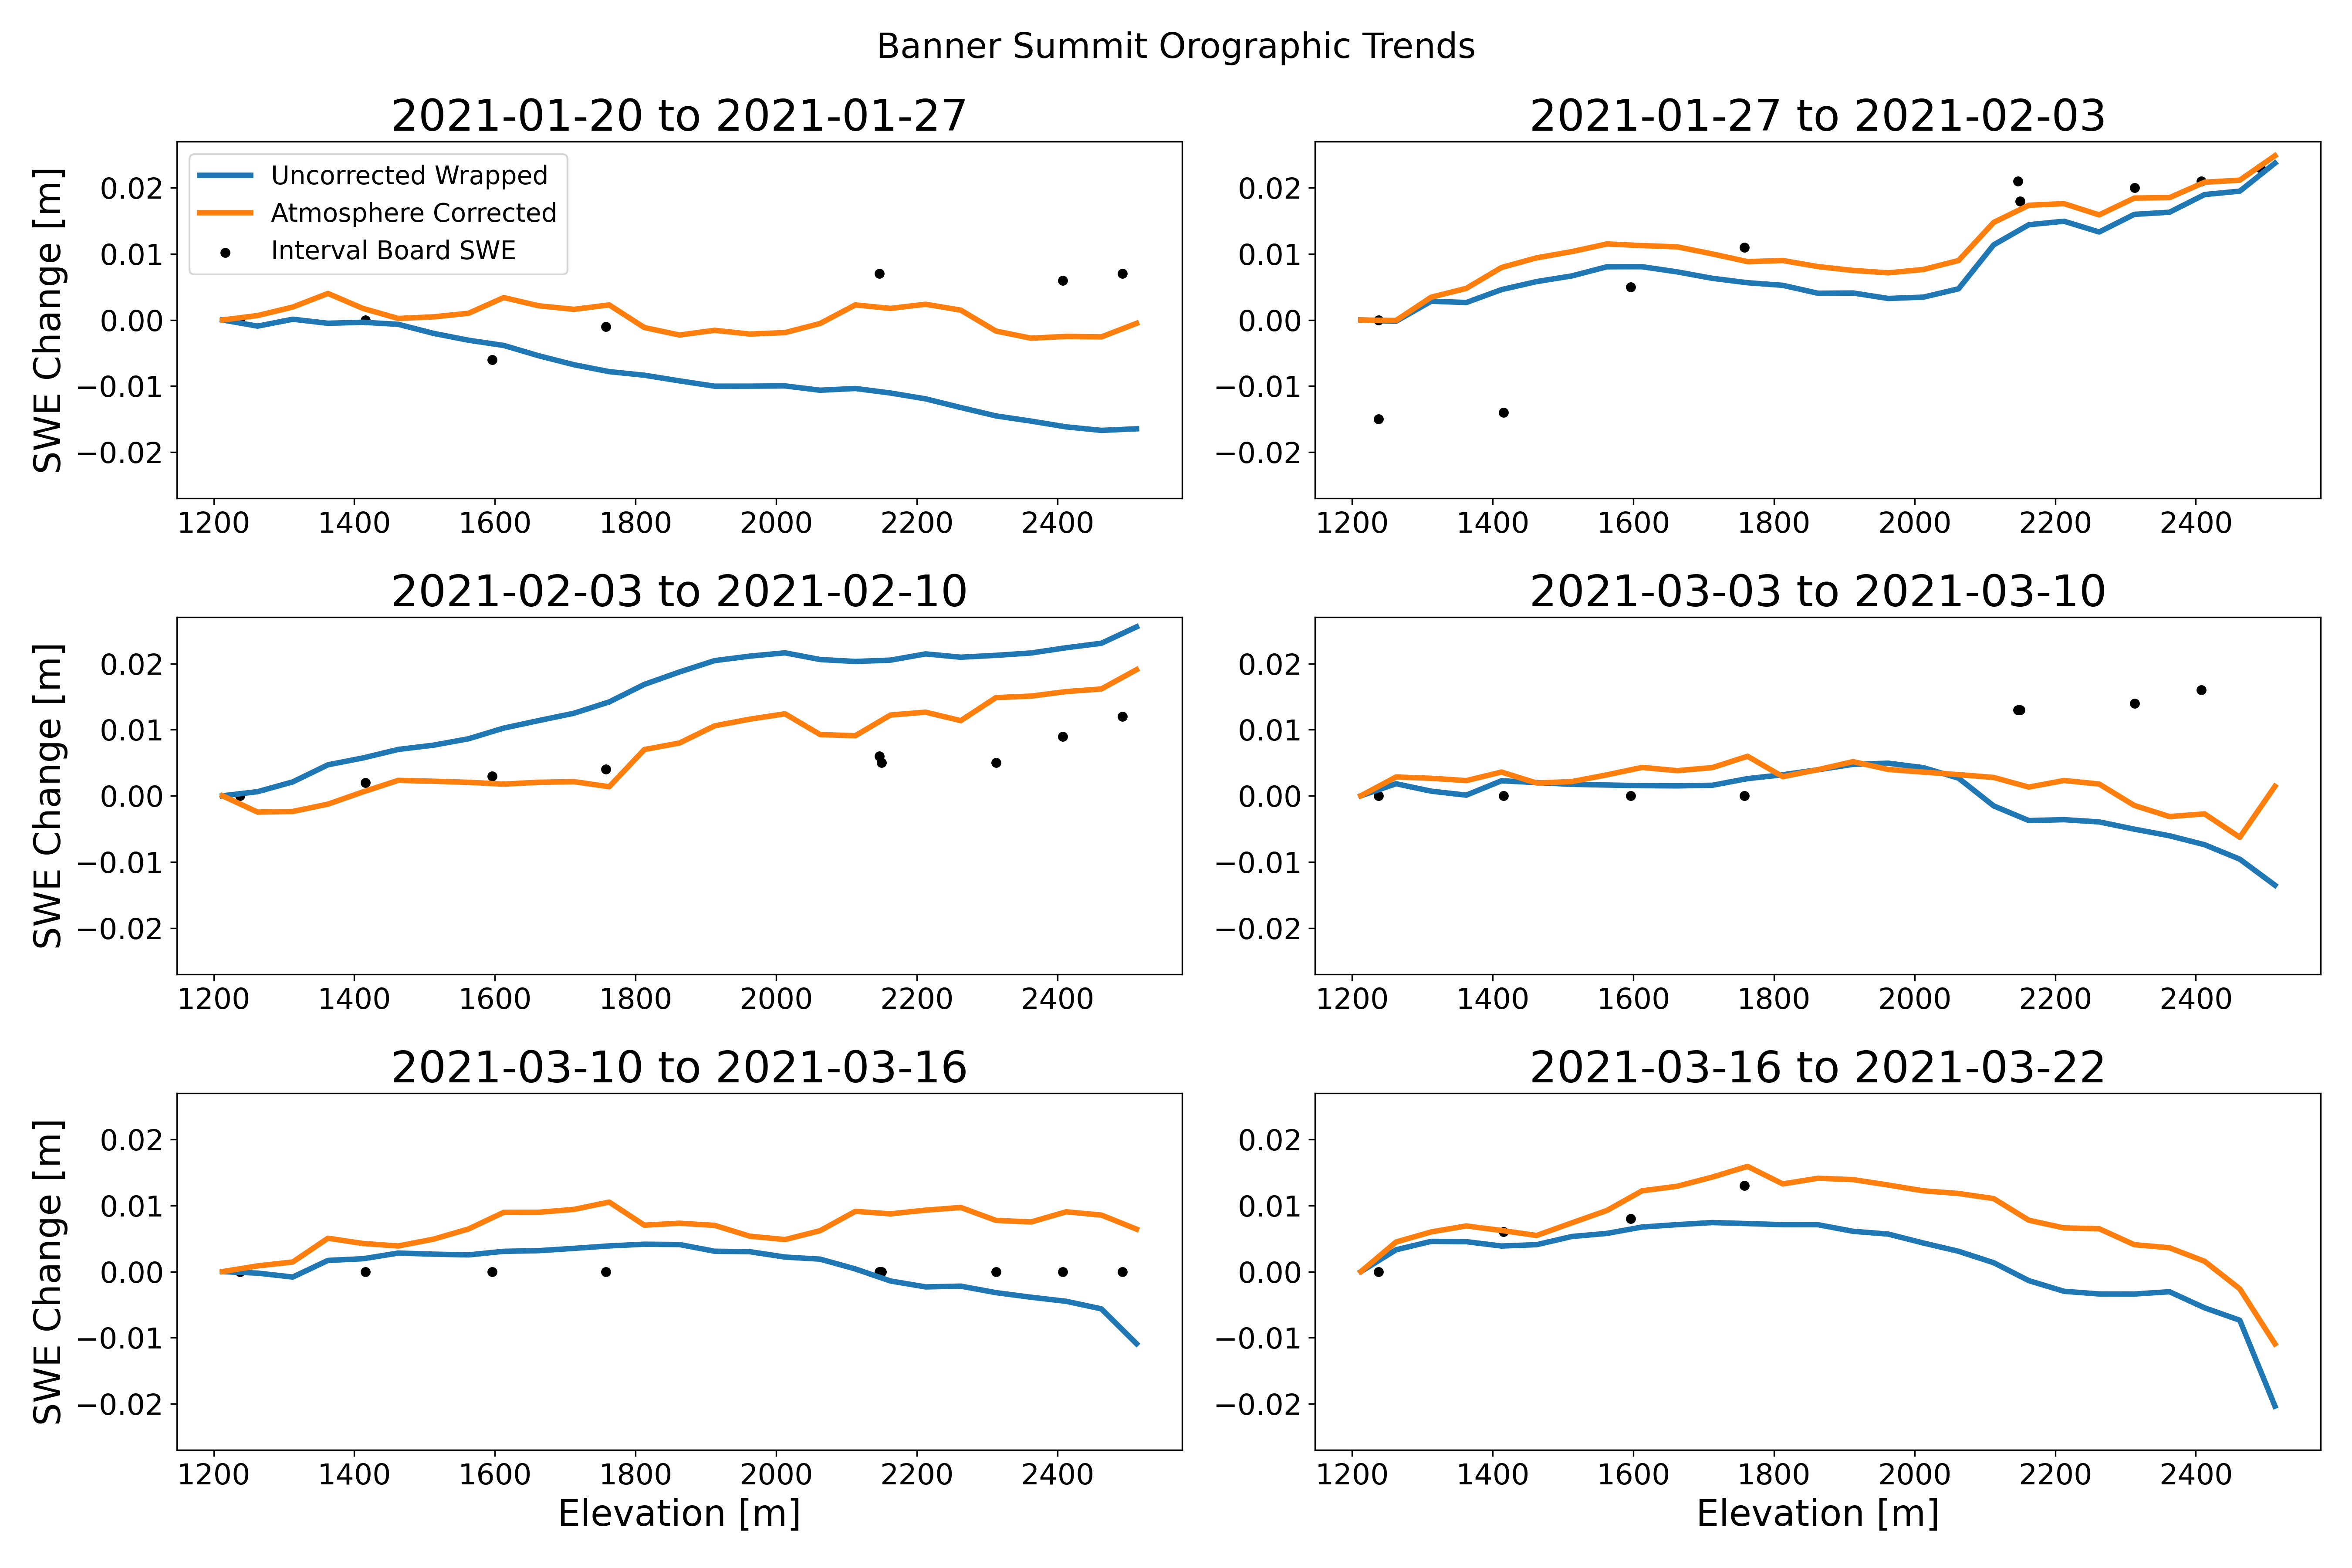 Banner Summit Orographic Trends
2021-01-20 to 2021-01-27
SWE Change [m]
0.02
0.01
0.00
−0.01
−0.02
Uncorrected Wrapped
Atmosphere Corrected
Interval Board SWE
1200 1400 1600 1800 2000 2200 2400
2021-01-27 to 2021-02-03
0.02
0.01
0.00
−0.01
−0.02
1200 1400 1600 1800 2000 2200 2400
2021-02-03 to 2021-02-10
SWE Change [m]
0.02
0.01
0.00
−0.01
−0.02
1200 1400 1600 1800 2000 2200 2400
2021-03-03 to 2021-03-10
0.02
0.01
0.00
−0.01
−0.02
1200 1400 1600 1800 2000 2200 2400
2021-03-10 to 2021-03-16
SWE Change [m]
0.02
0.01
0.00
−0.01
−0.02
1200 1400 1600 1800 2000 2200 2400
Elevation [m]
2021-03-16 to 2021-03-22
0.02
0.01
0.00
−0.01
−0.02
1200 1400 1600 1800 2000 2200 2400
Elevation [m]